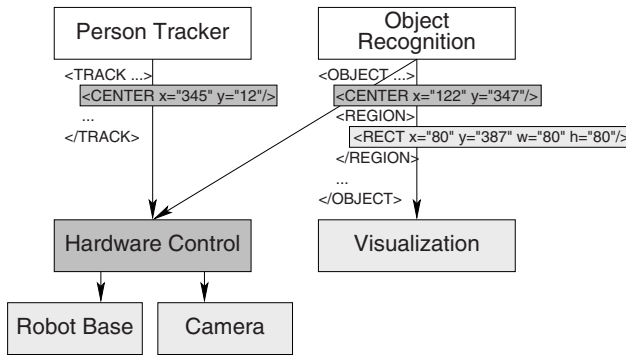 Person Tracker
<TRACK ...>
<CENTER x="345" y="12"/>
...
</TRACK>
Object
Recognition
<OBJECT ...>
<CENTER x="122" y="347"/>
<REGION>
<RECT x="80" y="387" w="80" h="80"/>
</REGION>
...
</OBJECT>
Hardware Control
Visualization
Robot Base
Camera